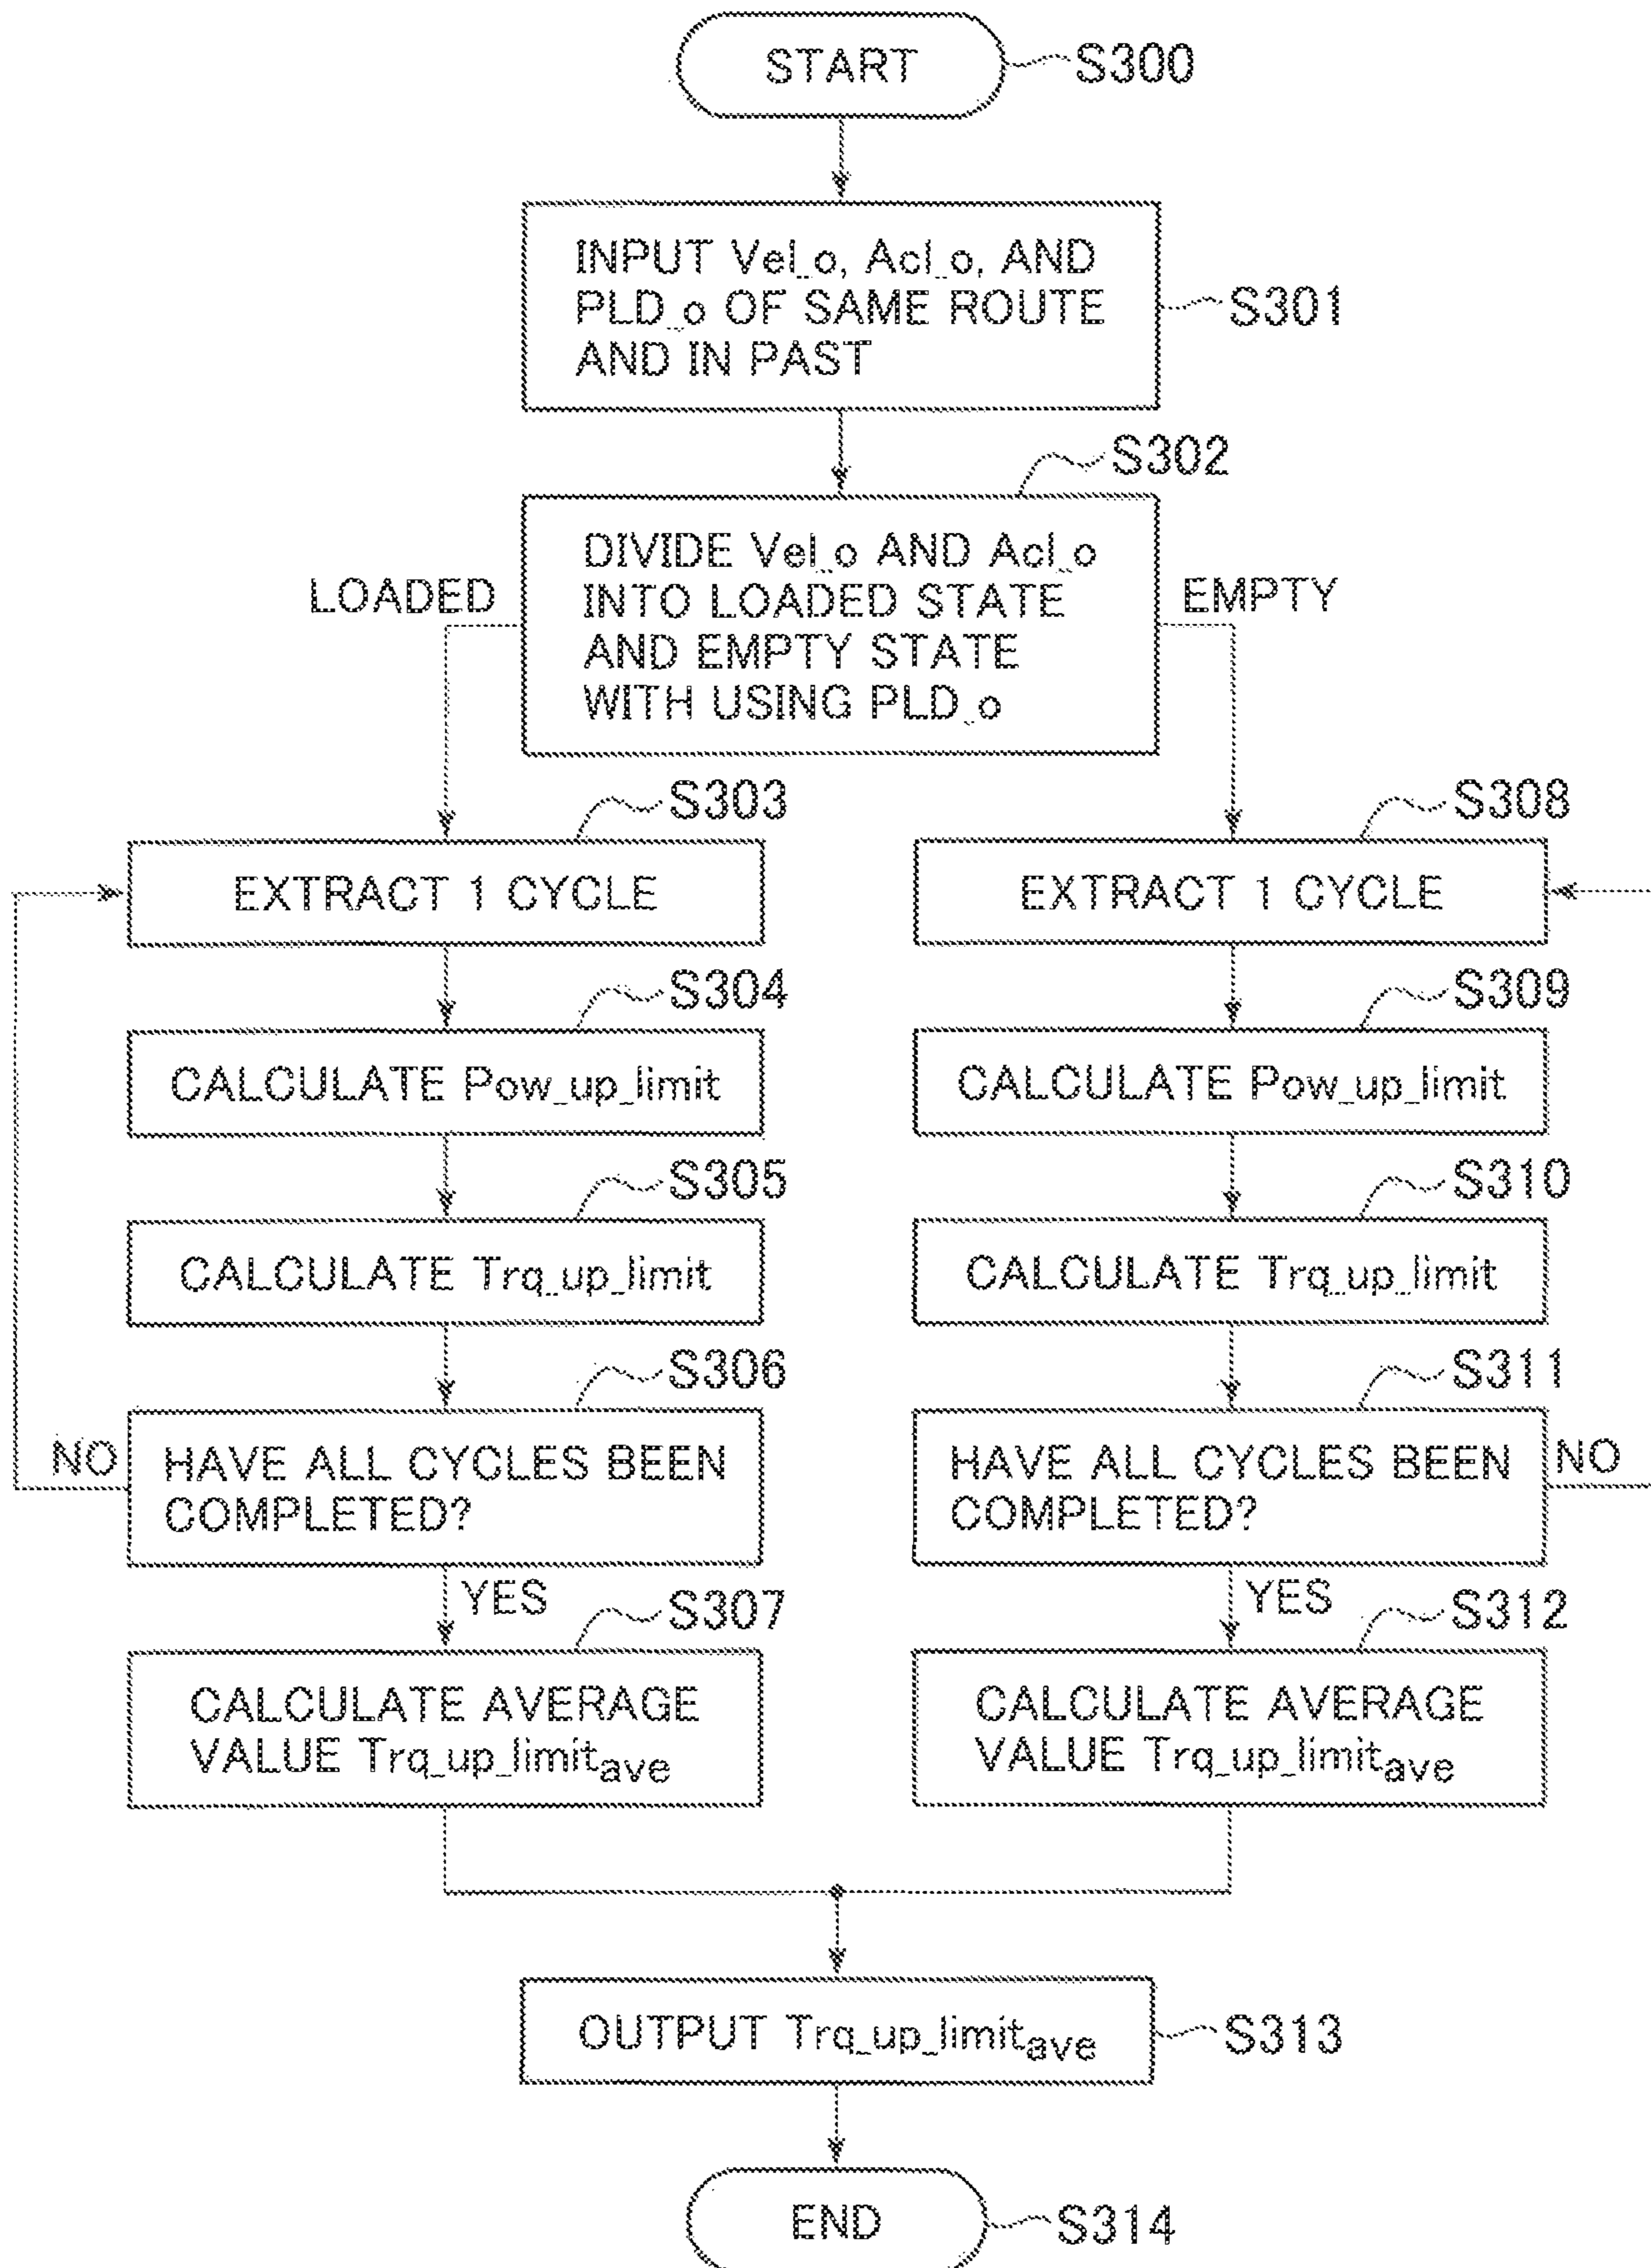 START
S300
INPUT Vel_o, Acl_o, AND
PLD_o OF SAME ROUTE
AND IN PAST
S301
S302
DIVIDE Vel_o AND Acl_o
INTO LOADED STATE
AND EMPTY STATE
WITH USING PLD_o
LOADED
EMPTY
S303
EXTRACT 1 CYCLE
S304
CALCULATE Pow_up_limit
S305
CALCULATE Trq_up_limit
S306
HAVE ALL CYCLES BEEN
COMPLETED?
NO
YES
S307
CALCULATE AVERAGE
VALUE Trq_up_limitave
S308
EXTRACT 1 CYCLE
S309
CALCULATE Pow_up_limit
S310
CALCULATE Trq_up_limit
S311
HAVE ALL CYCLES BEEN
COMPLETED?
NO
YES
S312
CALCULATE AVERAGE
VALUE Trq_up_limitave
OUTPUT Trq_up_limitave
S313
END
S314